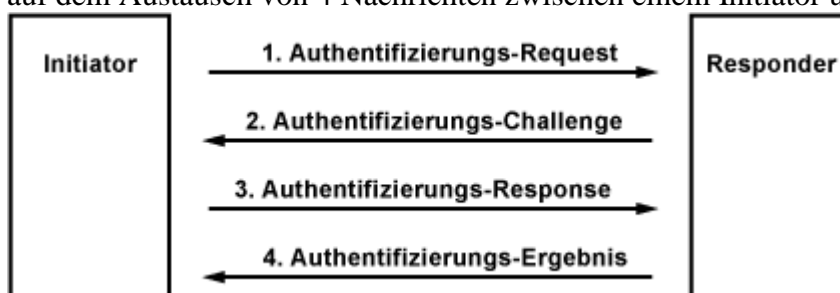 auf dem Austausch von 4 Nachrichten zwischen einem Initiator
Initiator
1. Authentifizierungs-Request
Responder
2. Authentifizierungs-Challenge
3. Authentifizierungs-Response
4. Authentifizierungs-Ergebnis